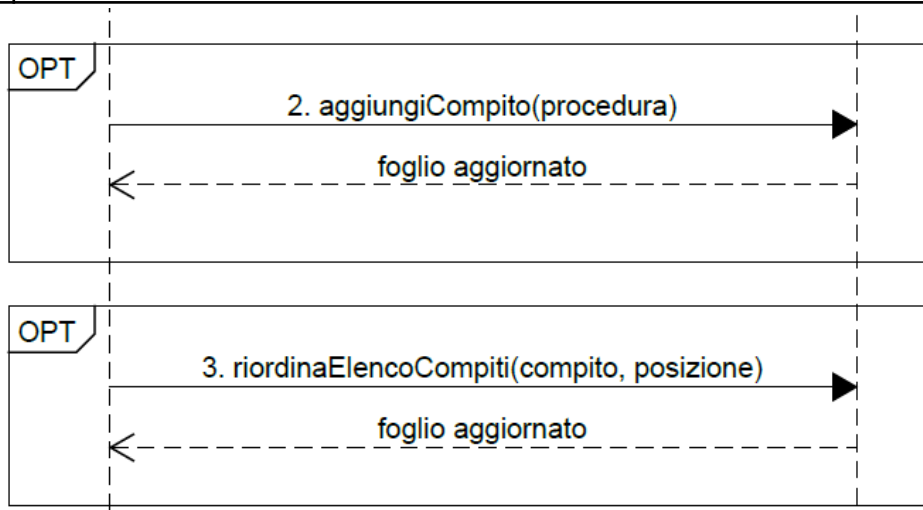 OPT
2. aggiungiCompito(procedura)
foglio aggiornato
OPT
3. riordinaElencoCompiti(compito, posizione)
foglio aggiornato